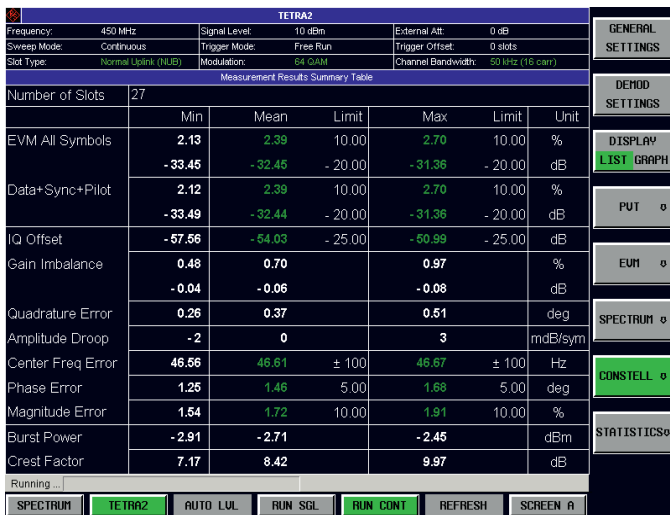 TETRA2
Frequency: 450 MHz Signal Level: 10 dBm External Att: 0 dB
Sweep Mode: Continuous Trigger Mode: Free Run Trigger Offset: 0 slots
Slot Type: Normal Uplink (NUB) Modulation: 64 QAM Channel Bandwidth: 50 kHz (16 carr)
Measurement Results Summary Table
Number of Slots 27
Min Mean Limit Max Limit Unit
EVM All Symbols 2.13 2.39 10.00 2.70 10.00 %
- 33.45 - 32.45 - 20.00 - 31.36 - 20.00 dB
Data+Sync+Pilot 2.12 2.39 10.00 2.70 10.00 %
- 33.49 - 32.44 - 20.00 - 31.36 - 20.00 dB
IQ Offset - 57.56 - 54.03 - 25.00 - 50.99 - 25.00 dB
Gain Imbalance 0.48 0.70 0.97 %
- 0.04 - 0.06 - 0.08 dB
Quadrature Error 0.26 0.37 0.51 deg
Amplitude Droop - 2 0 3 mdB/sym
Center Freq Error 46.56 46.61 ± 100 46.67 ± 100 Hz
Phase Error 1.25 1.46 5.00 1.68 5.00 deg
Magnitude Error 1.54 1.72 10.00 1.91 10.00 %
Burst Power - 2.91 - 2.71 - 2.45 dBm
Crest Factor 7.17 8.42 9.97 dB
Running ...
SPECTRUM TETRA2 AUTO LVL RUN SGL RUN CONT REFRESH SCREEN A
GENERAL
SETTINGS
DEMOD
SETTINGS
DISPLAY
LIST GRAPH
PVT
EVM
SPECTRUM
CONSTELL
STATISTICS